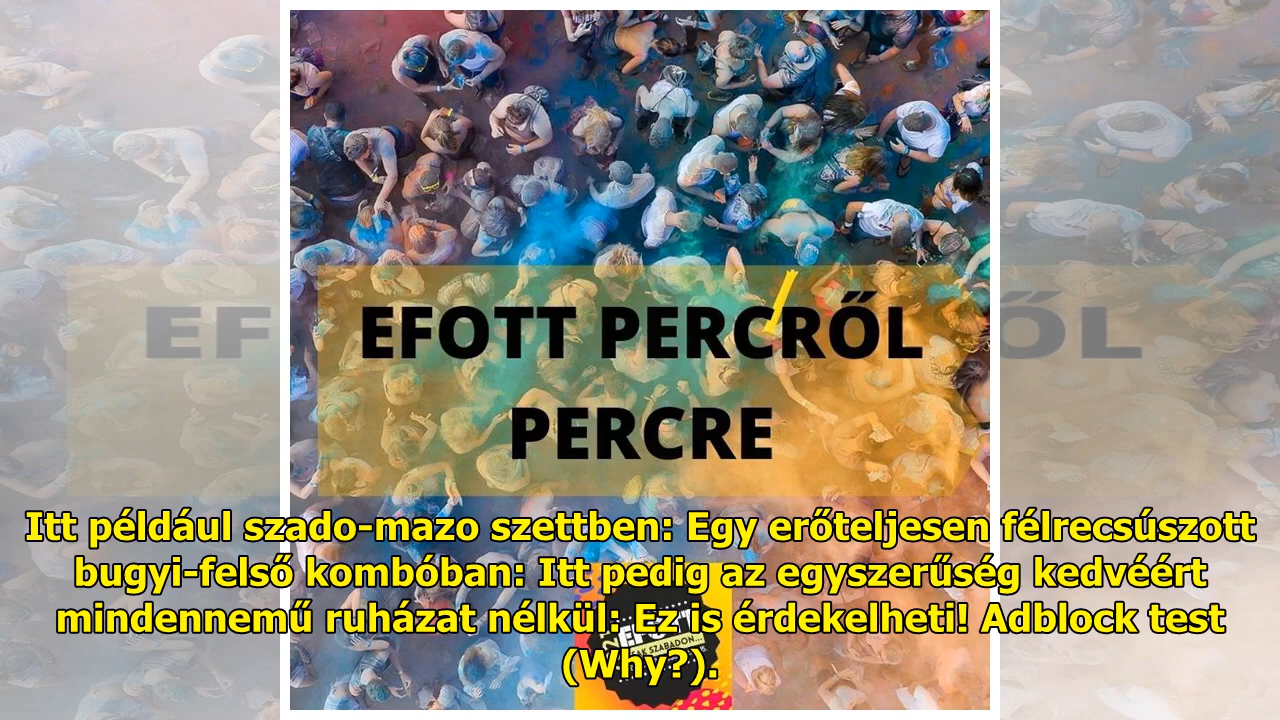 EFOTT PERCRŐL
PERCRE
Itt például szado-mazo szettben: Egy erőteljesen félrecsúszott
bugyi-felső kombóban: Itt pedig az egyszerűség kedvéért
mindennemű ruházat nélkül: Ez is érdekelheti! Adblock test
(Why?).
SZABADON...